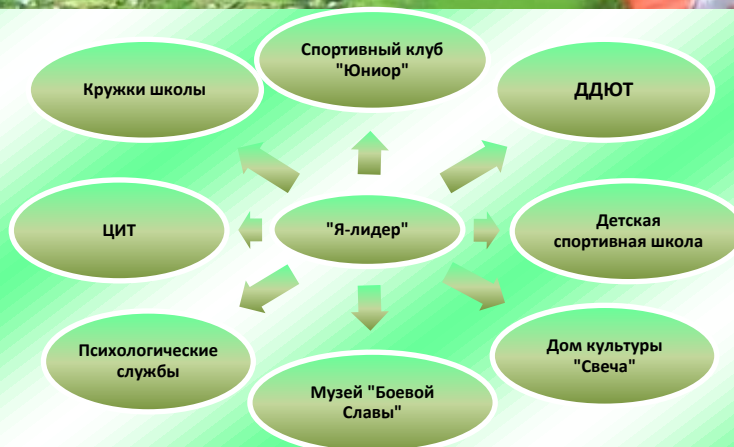 Спортивный клуб
"Юниор"
Кружки школы
ДДЮТ
ЦИТ
"Я-лидер"
Детская
спортивная школа
Психологические
службы
Дом культуры
"Свеча"
Музей "Боевой
Славы"